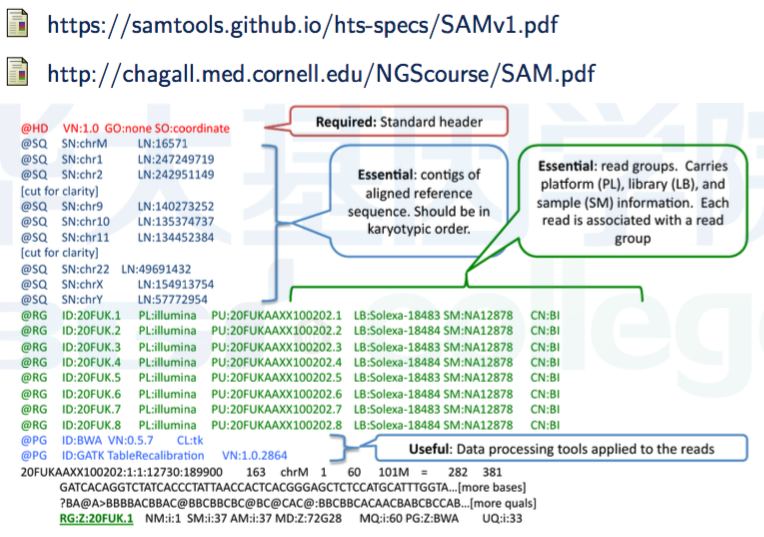 https://samtools.github.io/hts-specs/SAMv1.pdf
http://chagall.med.cornell.edu/NGScourse/SAM.pdf
@HD VN:1.0 GO:none SO:coordinate
Required: Standard header
@SQ SN:chrM LN:16571
@SQ SN:chr1 LN:247249719
@SQ SN:chr2 LN:242951149
[cut for clarity]
@SQ SN:chr9 LN:140273252
@SQ SN:chr10 LN:135374737
@SQ SN:chr11 LN:134452384
[cut for clarity]
@SQ SN:chr22 LN:49691432
@SQ SN:chrX LN:154913754
@SQ SN:chrY LN:57772954
Essential: contigs of
aligned reference
sequence. Should be in
karyotypic order.
Essential: read groups. Carries
platform (PL), library (LB), and
sample (SM) information. Each
read is associated with a read
group
@RG ID:20FUK.1 PL:illumina PU:20FUKAAXX100202.1 LB:Solexa-18483 SM:NA12878 CN:BI
@RG ID:20FUK.2 PL:illumina PU:20FUKAAXX100202.2 LB:Solexa-18484 SM:NA12878 CN:BI
@RG ID:20FUK.3 PL:illumina PU:20FUKAAXX100202.3 LB:Solexa-18483 SM:NA12878 CN:BI
@RG ID:20FUK.4 PL:illumina PU:20FUKAAXX100202.4 LB:Solexa-18484 SM:NA12878 CN:BI
@RG ID:20FUK.5 PL:illumina PU:20FUKAAXX100202.5 LB:Solexa-18483 SM:NA12878 CN:BI
@RG ID:20FUK.6 PL:illumina PU:20FUKAAXX100202.6 LB:Solexa-18484 SM:NA12878 CN:BI
@RG ID:20FUK.7 PL:illumina PU:20FUKAAXX100202.7 LB:Solexa-18483 SM:NA12878 CN:BI
@RG ID:20FUK.8 PL:illumina PU:20FUKAAXX100202.8 LB:Solexa-18484 SM:NA12878 CN:BI
@PG ID:BWA VN:0.5.7 CL:tk
@PG ID:GATK TableRecalibration VN:1.0.2864
Useful: Data processing tools applied to the reads
20FUKAAXX100202:1:1:12730:189900 163 chrM 1 60 101M = 282 381
GATCACAGGTCTATCACCCTATTAACCACTCACGGGAGCTCTCCATGCATTTGGTA...[more bases]
?BA@A>BBBBACBBAC@BBCBBCBC@BC@CAC@:BBCBBCACAACBABCBCCAB...[more quals]
RG:Z:20FUK.1 NM:i:1 SM:i:37 AM:i:37 MD:Z:72G28 MQ:i:60 PG:Z:BWA UQ:i:33